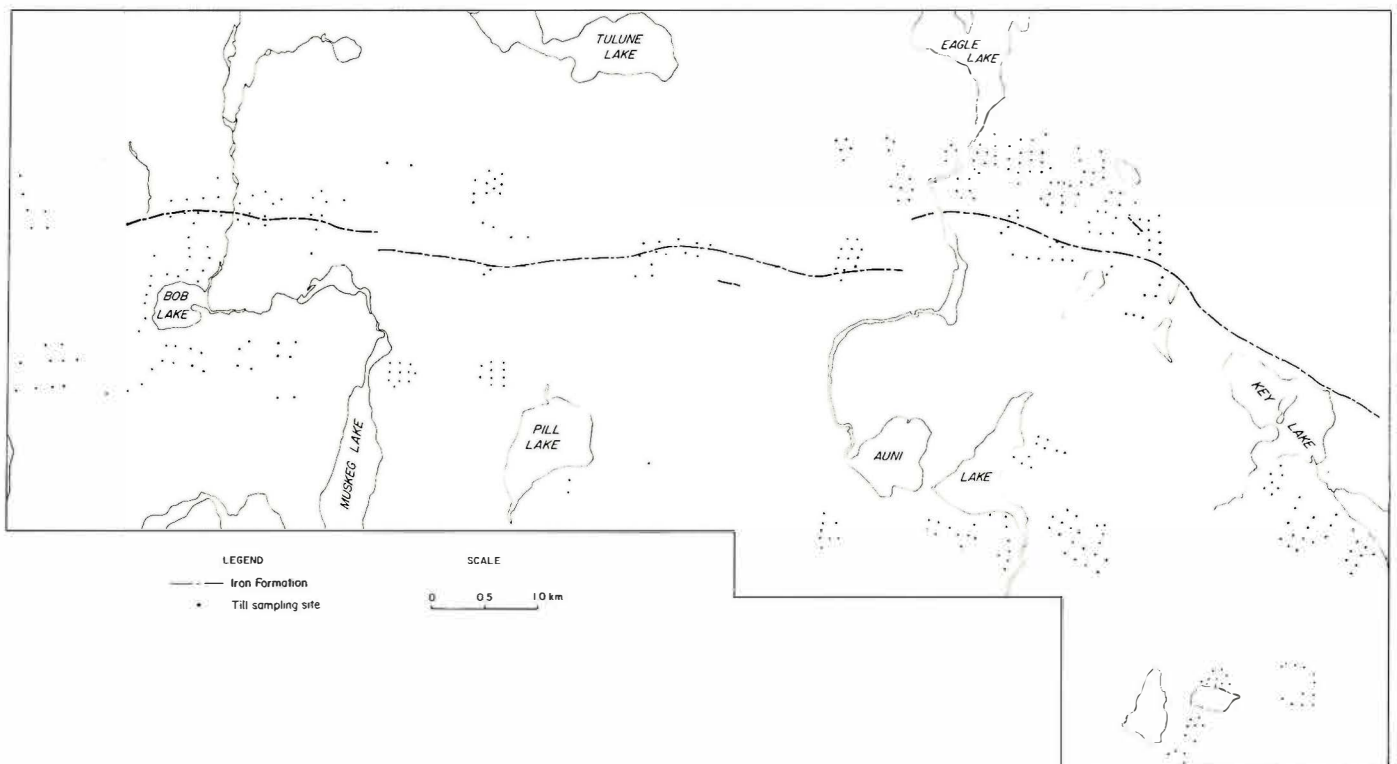 TULUNE
LAKE
EAGLE
LAKE
BOB
LAKE
MUSKEG LAKE
PILL
LAKE
AUNI
LAKE
KEY
LAKE
LEGEND
Iron Formation
Till sampling site
SCALE
0 0.5 1.0 km